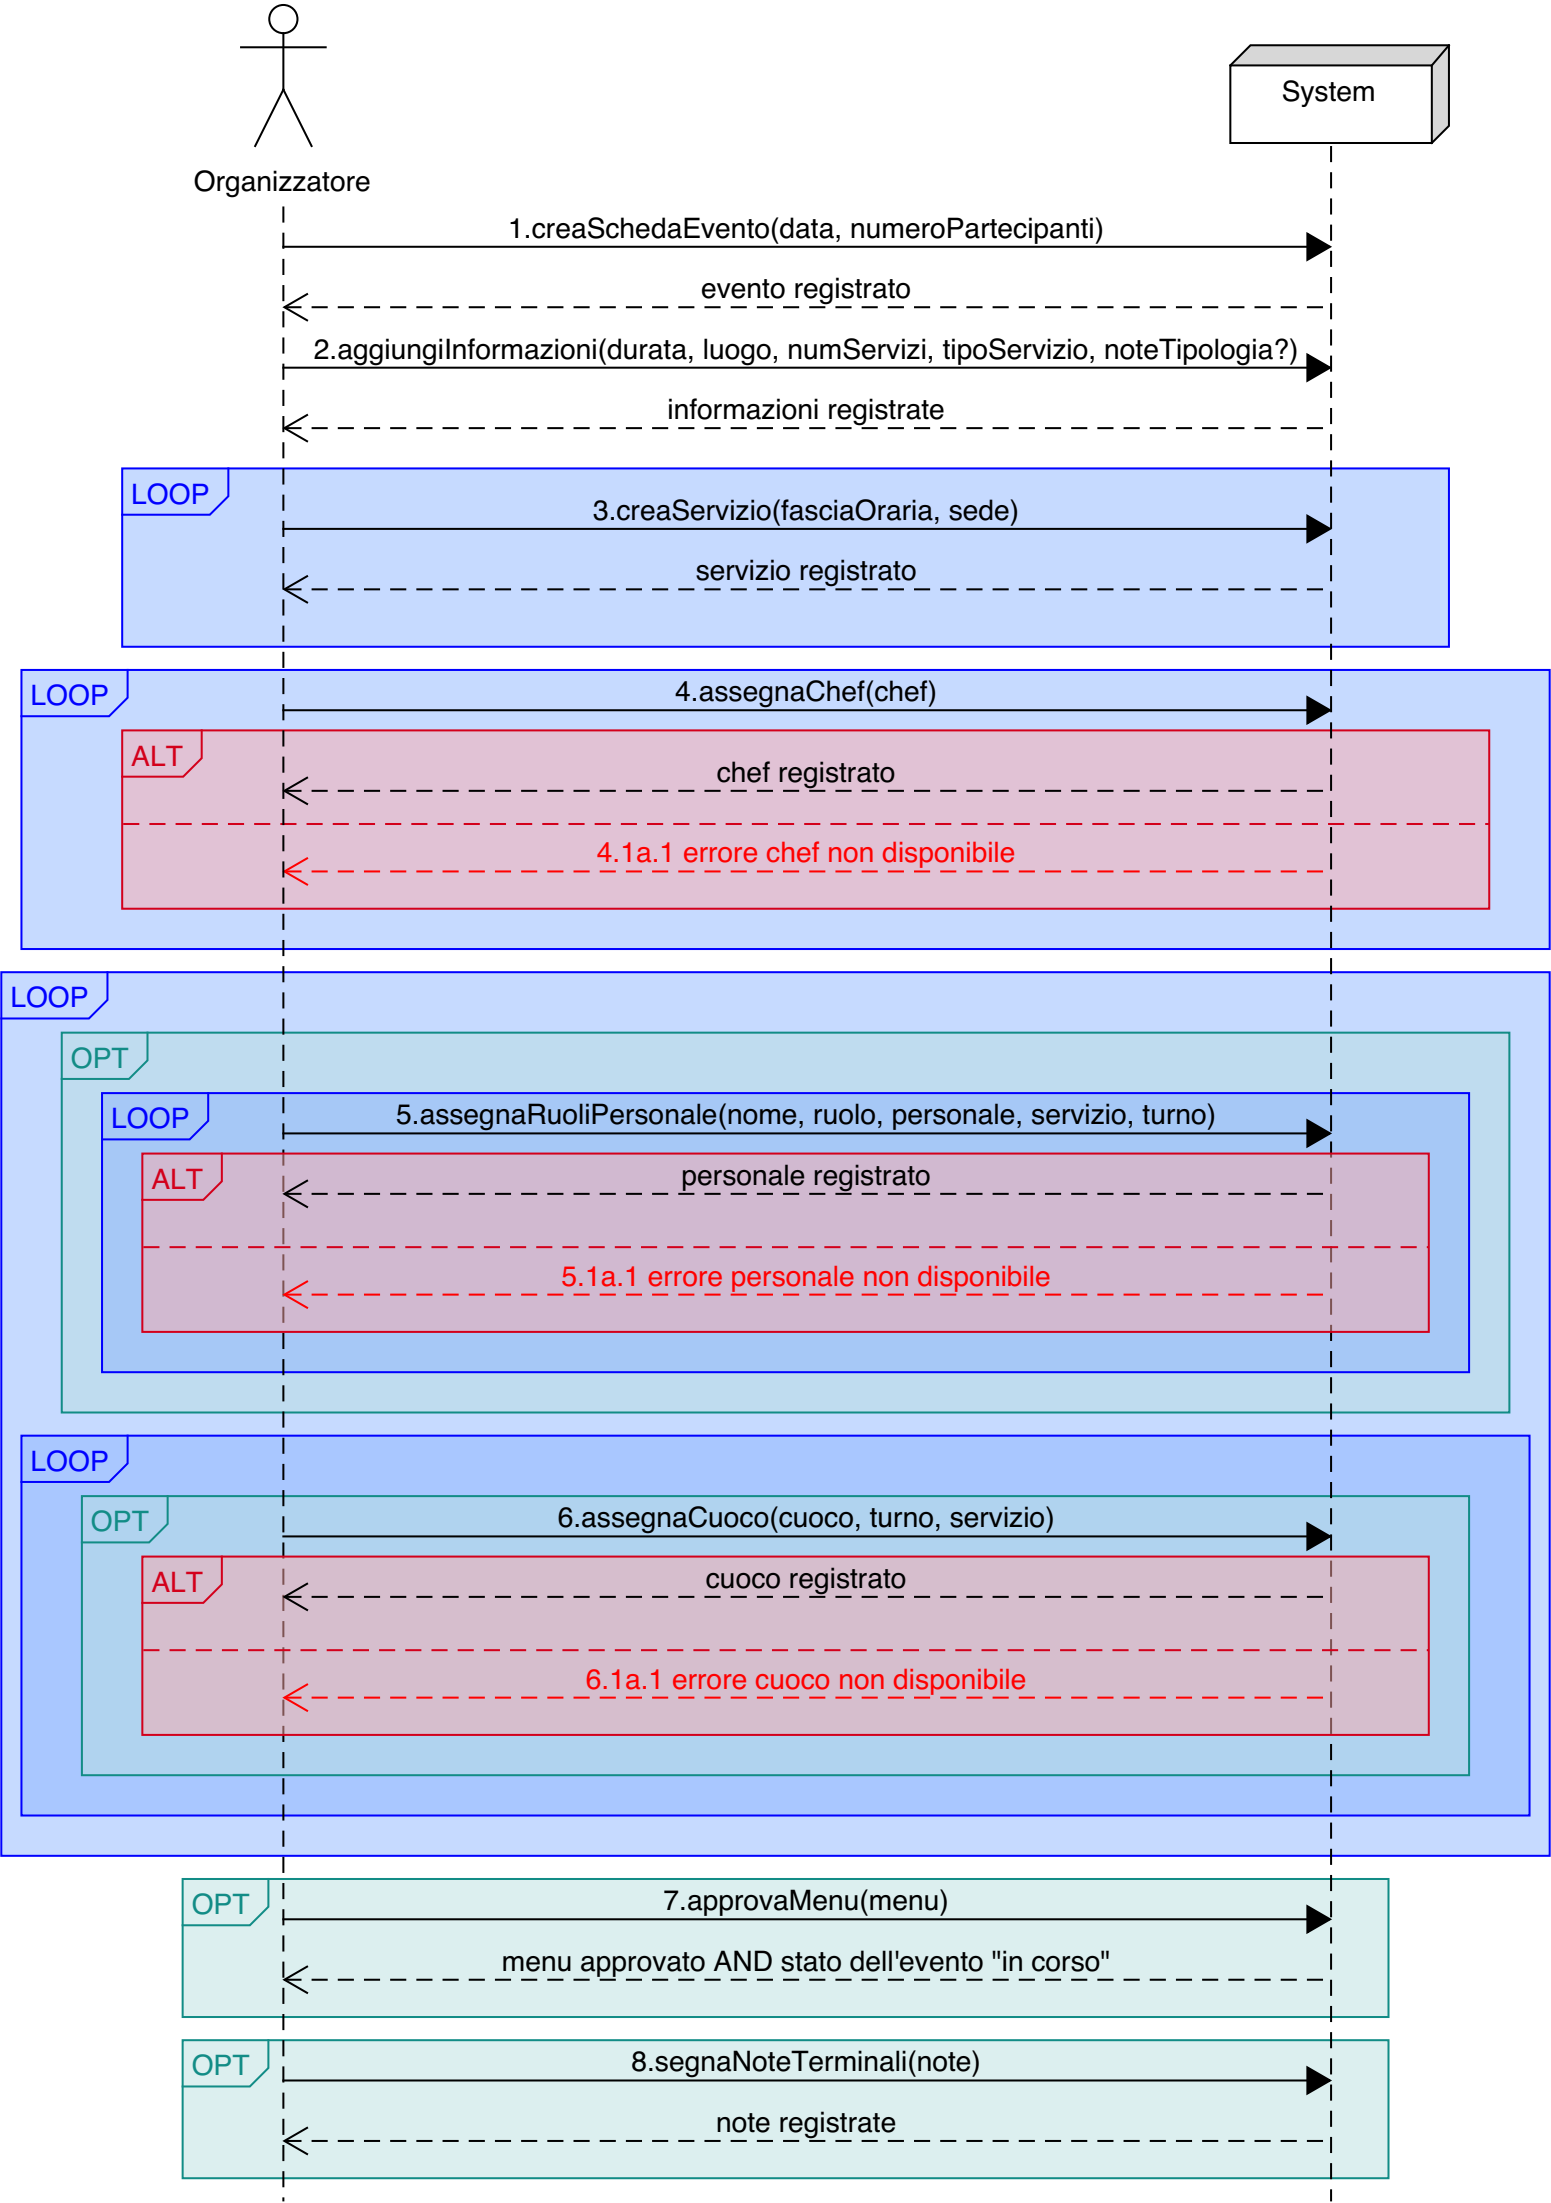 System
Organizzatore
1.creaSchedaEvento(data, numeroPartecipanti)
evento registrato
2.aggiungiInformazioni(durata, luogo, numServizi, tipoServizio, noteTipologia?)
informazioni registrate
LOOP
3.creaServizio(fasciaOraria, sede)
servizio registrato
LOOP
4.assegnaChef(chef)
ALT
chef registrato
4.1a.1 errore chef non disponibile
LOOP
OPT
LOOP
5.assegnaRuoliPersonale(nome, ruolo, personale, servizio, turno)
ALT
personale registrato
5.1a.1 errore personale non disponibile
LOOP
OPT
6.assegnaCuoco(cuoco, turno, servizio)
ALT
cuoco registrato
6.1a.1 errore cuoco non disponibile
OPT
7.approvaMenu(menu)
menu approvato AND stato dell'evento "in corso"
OPT
8.segnaNoteTerminali(note)
note registrate